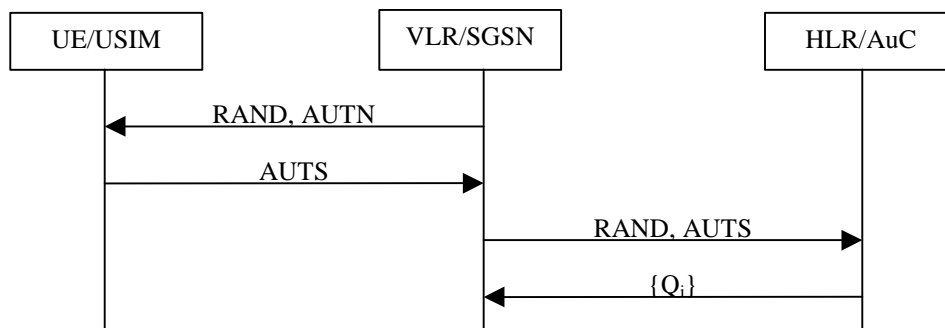 UE/USIM
VLR/SGSN
HLR/AuC
RAND, AUTN
AUTS
RAND, AUTS
{Qᵢ}